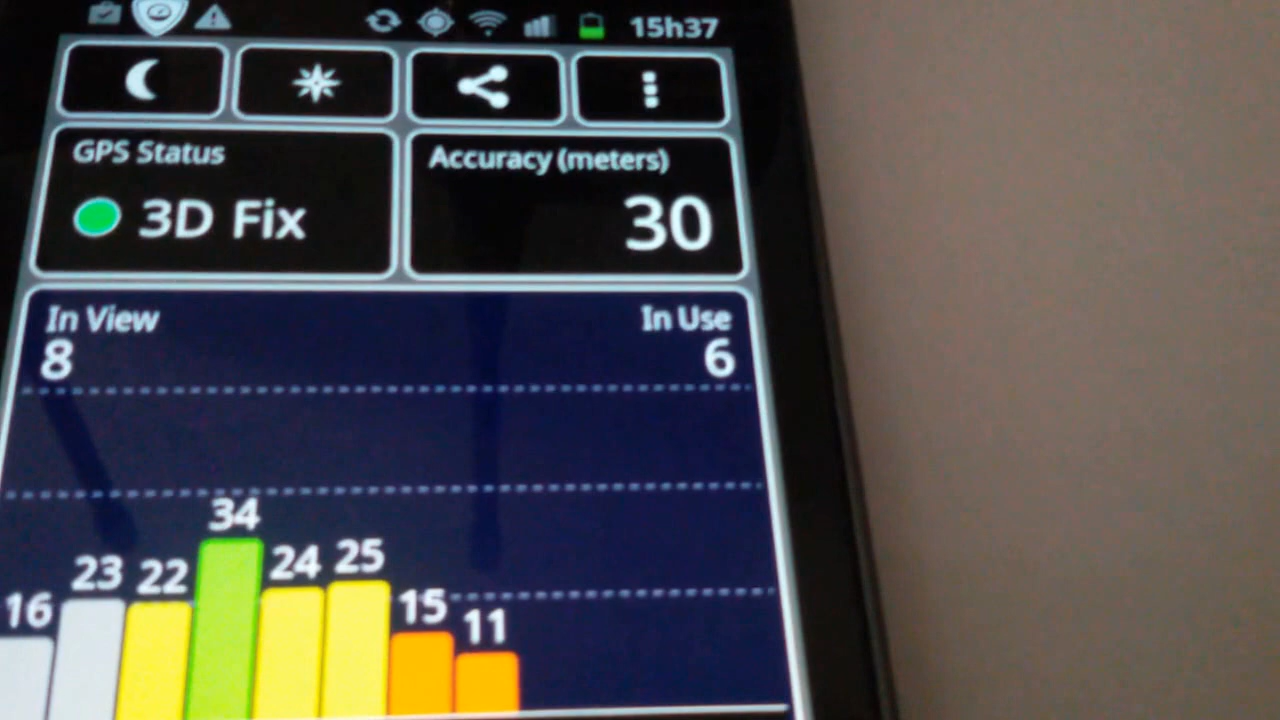 15h37
GPS Status
Accuracy (meters)
3D Fix
30
In View
In Use
8
6
34
23 22 24 25
16 15 11